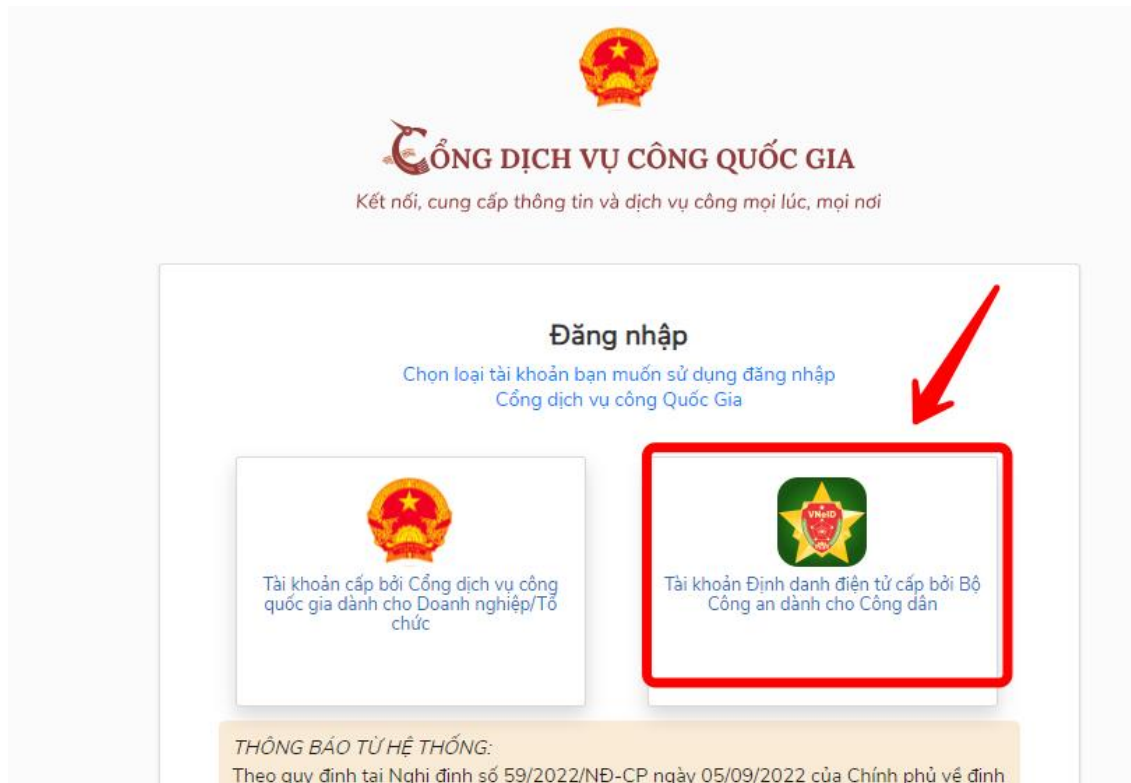 CỔNG DỊCH VỤ CÔNG QUỐC GIA
Kết nối, cung cấp thông tin và dịch vụ công mọi lúc, mọi nơi
Đăng nhập
Chọn loại tài khoản bạn muốn sử dụng đăng nhập
Cổng dịch vụ công Quốc Gia
Tài khoản cấp bởi Cổng dịch vụ công
quốc gia dành cho Doanh nghiệp/Tổ
chức
VNeID
Tài khoản Định danh điện tử cấp bởi Bộ
Công an dành cho Công dân
THÔNG BÁO TỪ HỆ THỐNG:
Theo quy định tại Nghị định số 59/2022/NĐ-CP ngày 05/09/2022 của Chính phủ về định